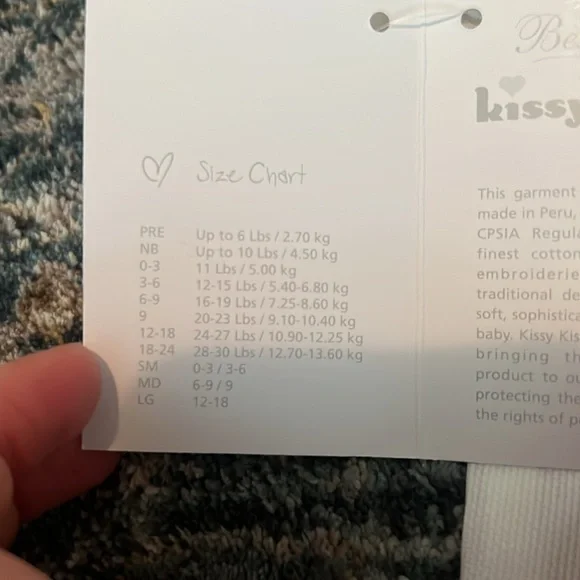 Size Chart
PRE Up to 6 Lbs / 2.70 kg
NB Up to 10 Lbs / 4.50 kg
0-3 11 Lbs / 5.00 kg
3-6 12-15 Lbs / 5.40-6.80 kg
6-9 16-19 Lbs / 7.25-8.60 kg
9 20-23 Lbs / 9.10-10.40 kg
12-18 24-27 Lbs / 10.90-12.25 kg
18-24 28-30 Lbs / 12.70-13.60 kg
SM 0-3 / 3-6
MD 6-9 / 9
LG 12-18
Be
kissy
This garment
made in Peru,
CPSIA Regula
finest cotton
embroiderie
traditional de
soft, sophistica
baby. Kissy Kis
bringing th
product to ou
protecting the
the rights of p